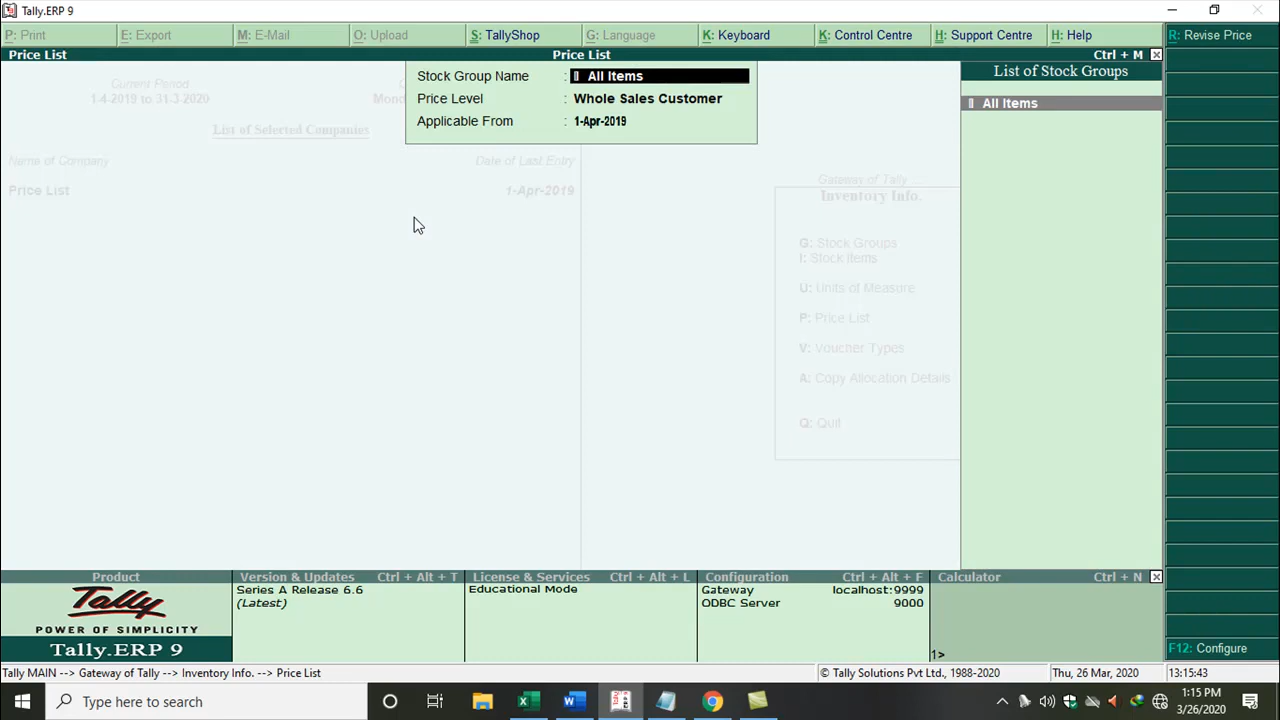 Tally.ERP 9
P: Print
E: Export
M: E-Mail
O: Upload
S: TallyShop
G: Language
K: Keyboard
K: Control Centre
H: Support Centre
H: Help
R: Revise Price
Price List
Price List
Ctrl + M
Stock Group Name : All Items
Price Level : Whole Sales Customer
Applicable From : 1-Apr-2019
List of Stock Groups
All Items
Current Period
1-4-2019 to 31-3-2020
Mond
List of Selected Companies
Name of Company
Date of Last Entry
Price List
1-Apr-2019
Gateway of Tally ...
Inventory Info.
G: Stock Groups
I: Stock Items
U: Units of Measure
P: Price List
V: Voucher Types
A: Copy Allocation Details
Q: Quit
Product
Tally
POWER OF SIMPLICITY
Tally.ERP 9
Version & Updates Ctrl + Alt + T
Series A Release 6.6
(Latest)
License & Services Ctrl + Alt + L
Educational Mode
Configuration Ctrl + Alt + F
Gateway localhost:9999
ODBC Server 9000
Calculator Ctrl + N
1>
F12: Configure
Tally MAIN --> Gateway of Tally --> Inventory Info. --> Price List
© Tally Solutions Pvt Ltd., 1988-2020
Thu, 26 Mar, 2020
13:15:43
Type here to search
1:15 PM
3/26/2020